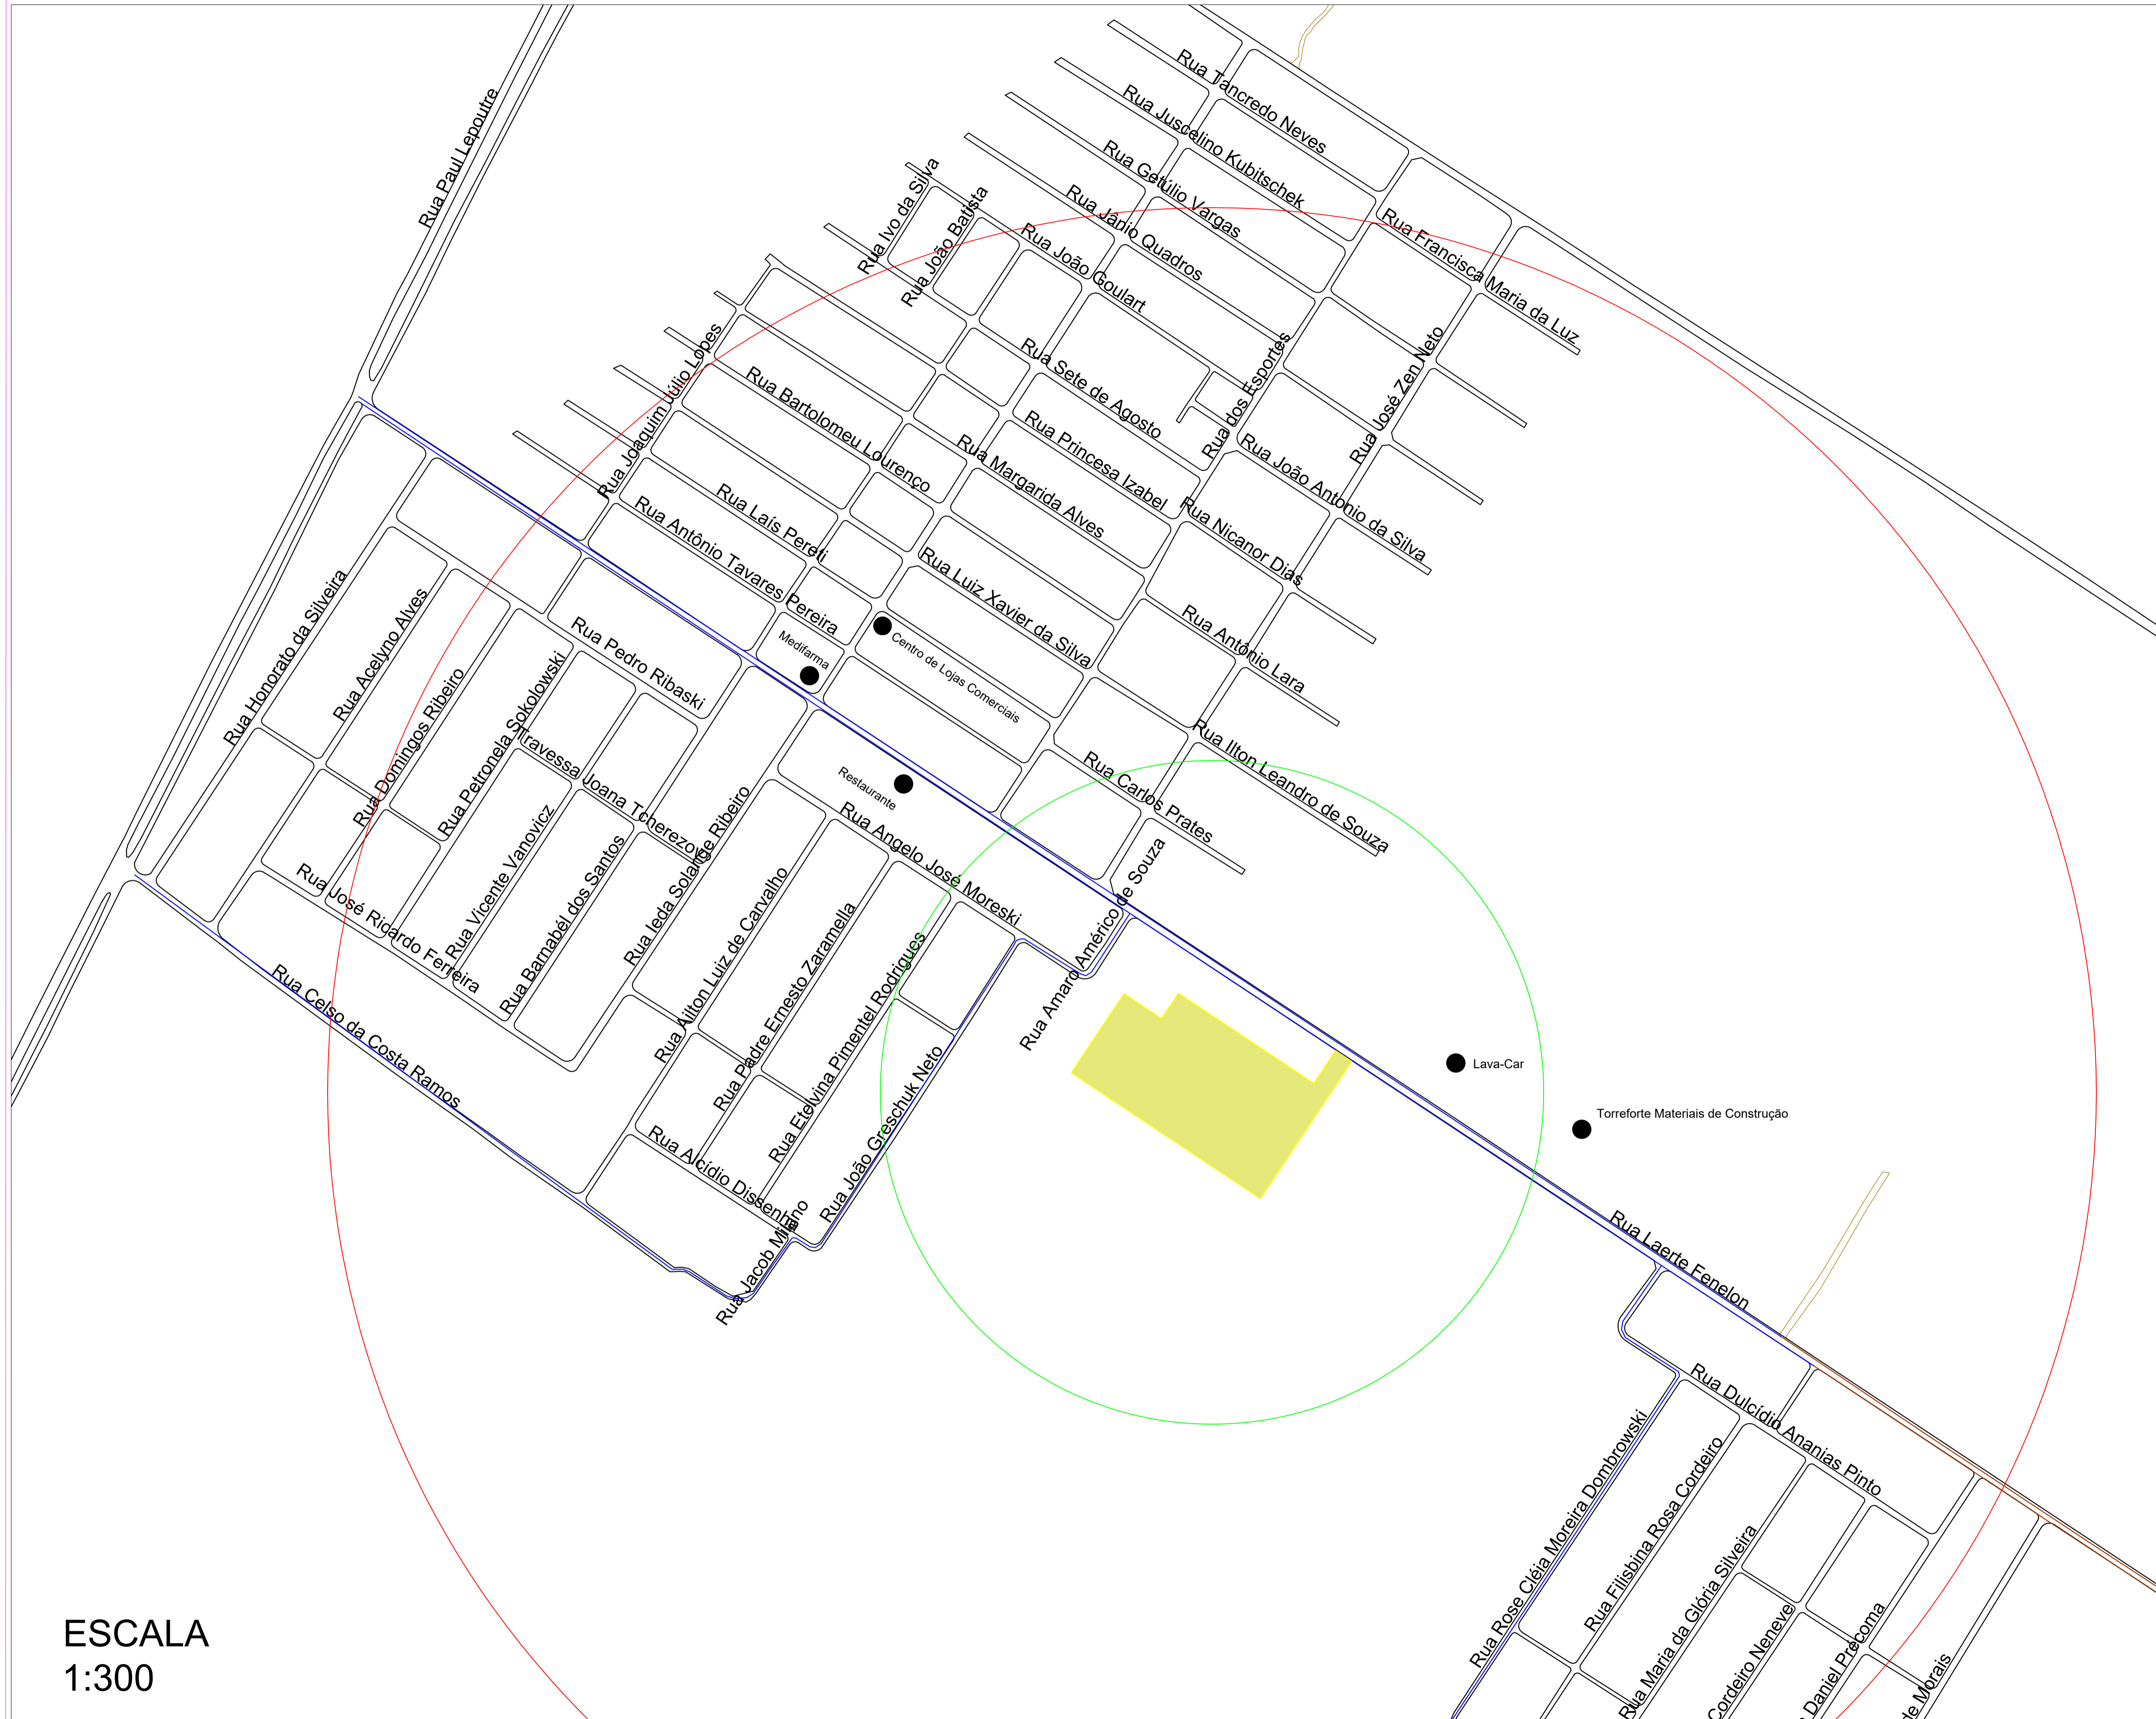 Rua Paul Lepoutre
Rua Tancredo Neves
Rua Juscelino Kubitschek
Rua Getúlio Vargas
Rua Jânio Quadros
Rua Ivo da Silva
Rua João Batista
Rua João Goulart
Rua Francisca Maria da Luz
Rua dos Esportes
Rua José Zen Neto
Rua Joaquim Júlio Lopes
Rua Sete de Agosto
Rua Bartolomeu Lourenço
Rua Princesa Izabel
Rua Margarida Alves
Rua João Antonio da Silva
Rua Nicanor Dias
Rua Laís Pereti
Rua Antônio Tavares Pereira
Rua Luiz Xavier da Silva
Rua Antônio Lara
Rua Honorato da Silveira
Rua Acelyno Alves
Rua Pedro Ribaski
Medifarma
Centro de Lojas Comerciais
Rua Domingos Ribeiro
Rua Petronela Sokolowski
Travessa Joana Tcherezova
Rua Ilton Leandro de Souza
Rua Carlos Prates
Restaurante
Rua Angelo José Moreski
Rua Vicente Vanovicz
Rua Barnabél dos Santos
Rua Ieda Solange Ribeiro
Rua José Ricardo Ferreira
Rua Ailton Luiz de Carvalho
Rua Padre Ernesto Zaramella
Rua Etelvina Pimentel Rodrigues
Rua Amaro Américo de Souza
Rua Celso da Costa Ramos
Rua João Greschuk Neto
Rua Alcídio Dissenha
Rua Jacob Milano
Lava-Car
Torreforte Materiais de Construção
Rua Laerte Fenelon
Rua Dulcídio Ananias Pinto
Rua Rose Cléia Moreira Dombrowski
Rua Filisbina Rosa Cordeiro
Rua Maria da Glória Silveira
Cordeiro Neneve
Daniel Precoma
de Morais
ESCALA
1:300